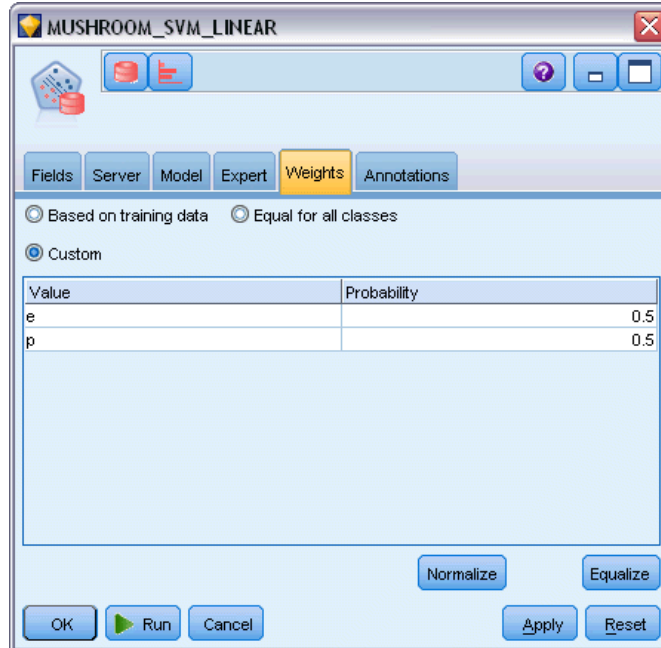 MUSHROOM_SVM_LINEAR
Fields Server Model Expert Weights Annotations
Based on training data Equal for all classes
Custom
Value Probability
e 0.5
p 0.5
Normalize Equalize
OK Run Cancel Apply Reset